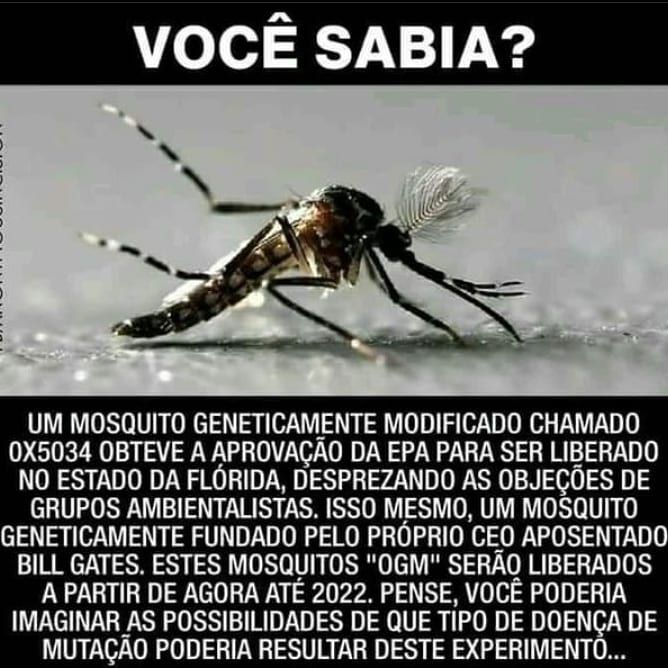 VOCÊ SABIA?
UM MOSQUITO GENETICAMENTE MODIFICADO CHAMADO
0X5034 OBTEVE A APROVAÇÃO DA EPA PARA SER LIBERADO
NO ESTADO DA FLÓRIDA, DESPREZANDO AS OBJEÇÕES DE
GRUPOS AMBIENTALISTAS. ISSO MESMO, UM MOSQUITO
GENETICAMENTE FUNDADO PELO PRÓPRIO CEO APOSENTADO
BILL GATES. ESTES MOSQUITOS "OGM" SERÃO LIBERADOS
A PARTIR DE AGORA ATÉ 2022. PENSE, VOCÊ PODERIA
IMAGINAR AS POSSIBILIDADES DE QUE TIPO DE DOENÇA DE
MUTAÇÃO PODERIA RESULTAR DESTE EXPERIMENTO...